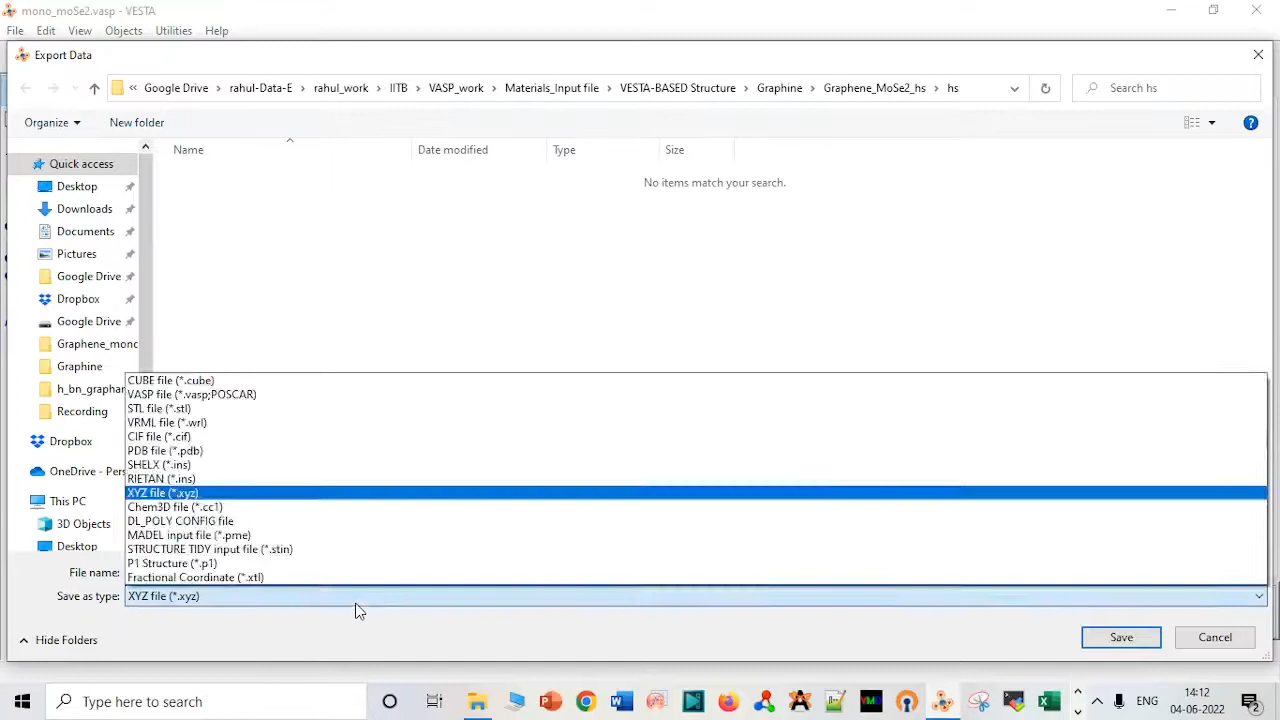 mono_moSe2.vasp - VESTA
File Edit View Objects Utilities Help
Export Data
« Google Drive › rahul-Data-E › rahul_work › IITB › VASP_work › Materials_Input file › VESTA-BASED Structure › Graphine › Graphene_MoSe2_hs › hs
Search hs
Organize New folder
Name Date modified Type Size
Quick access
No items match your search.
Desktop
Downloads
Documents
Pictures
Google Drive
Dropbox
Google Drive
Graphene_mono
Graphine
h_bn_graphan
Recording
Dropbox
OneDrive - Pers
This PC
3D Objects
Desktop
CUBE file (*.cube)
VASP file (*.vasp;POSCAR)
STL file (*.stl)
VRML file (*.wrl)
CIF file (*.cif)
PDB file (*.pdb)
SHELX (*.ins)
RIETAN (*.ins)
XYZ file (*.xyz)
Chem3D file (*.cc1)
DL_POLY CONFIG file
MADEL input file (*.pme)
STRUCTURE TIDY input file (*.stin)
P1 Structure (*.p1)
Fractional Coordinate (*.xtl)
File name:
Save as type: XYZ file (*.xyz)
Hide Folders
Save Cancel
Type here to search
ENG
14:12
04-06-2022
2